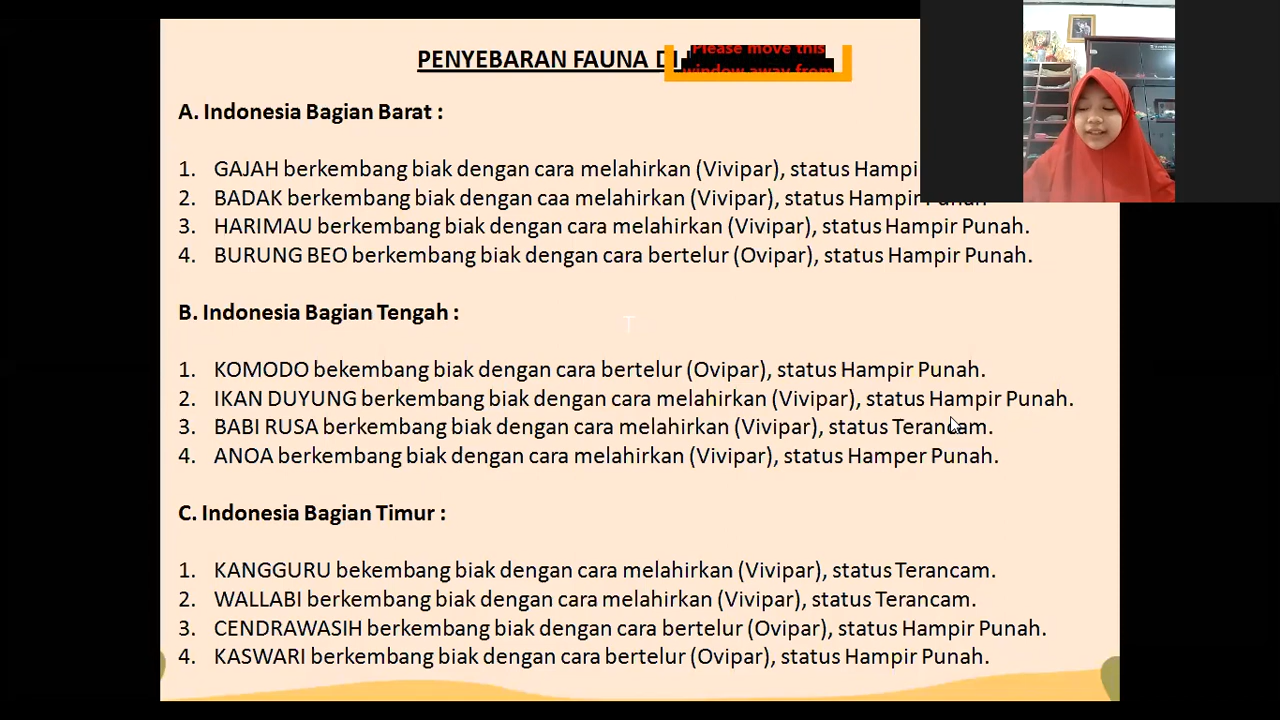 PENYEBARAN FAUNA DI
Please move this
window away from
A. Indonesia Bagian Barat :
1. GAJAH berkembang biak dengan cara melahirkan (Vivipar), status Hampi
2. BADAK berkembang biak dengan caa melahirkan (Vivipar), status Hampir Punah.
3. HARIMAU berkembang biak dengan cara melahirkan (Vivipar), status Hampir Punah.
4. BURUNG BEO berkembang biak dengan cara bertelur (Ovipar), status Hampir Punah.
B. Indonesia Bagian Tengah :
1. KOMODO bekembang biak dengan cara bertelur (Ovipar), status Hampir Punah.
2. IKAN DUYUNG berkembang biak dengan cara melahirkan (Vivipar), status Hampir Punah.
3. BABI RUSA berkembang biak dengan cara melahirkan (Vivipar), status Terancam.
4. ANOA berkembang biak dengan cara melahirkan (Vivipar), status Hamper Punah.
C. Indonesia Bagian Timur :
1. KANGGURU bekembang biak dengan cara melahirkan (Vivipar), status Terancam.
2. WALLABI berkembang biak dengan cara melahirkan (Vivipar), status Terancam.
3. CENDRAWASIH berkembang biak dengan cara bertelur (Ovipar), status Hampir Punah.
4. KASWARI berkembang biak dengan cara bertelur (Ovipar), status Hampir Punah.